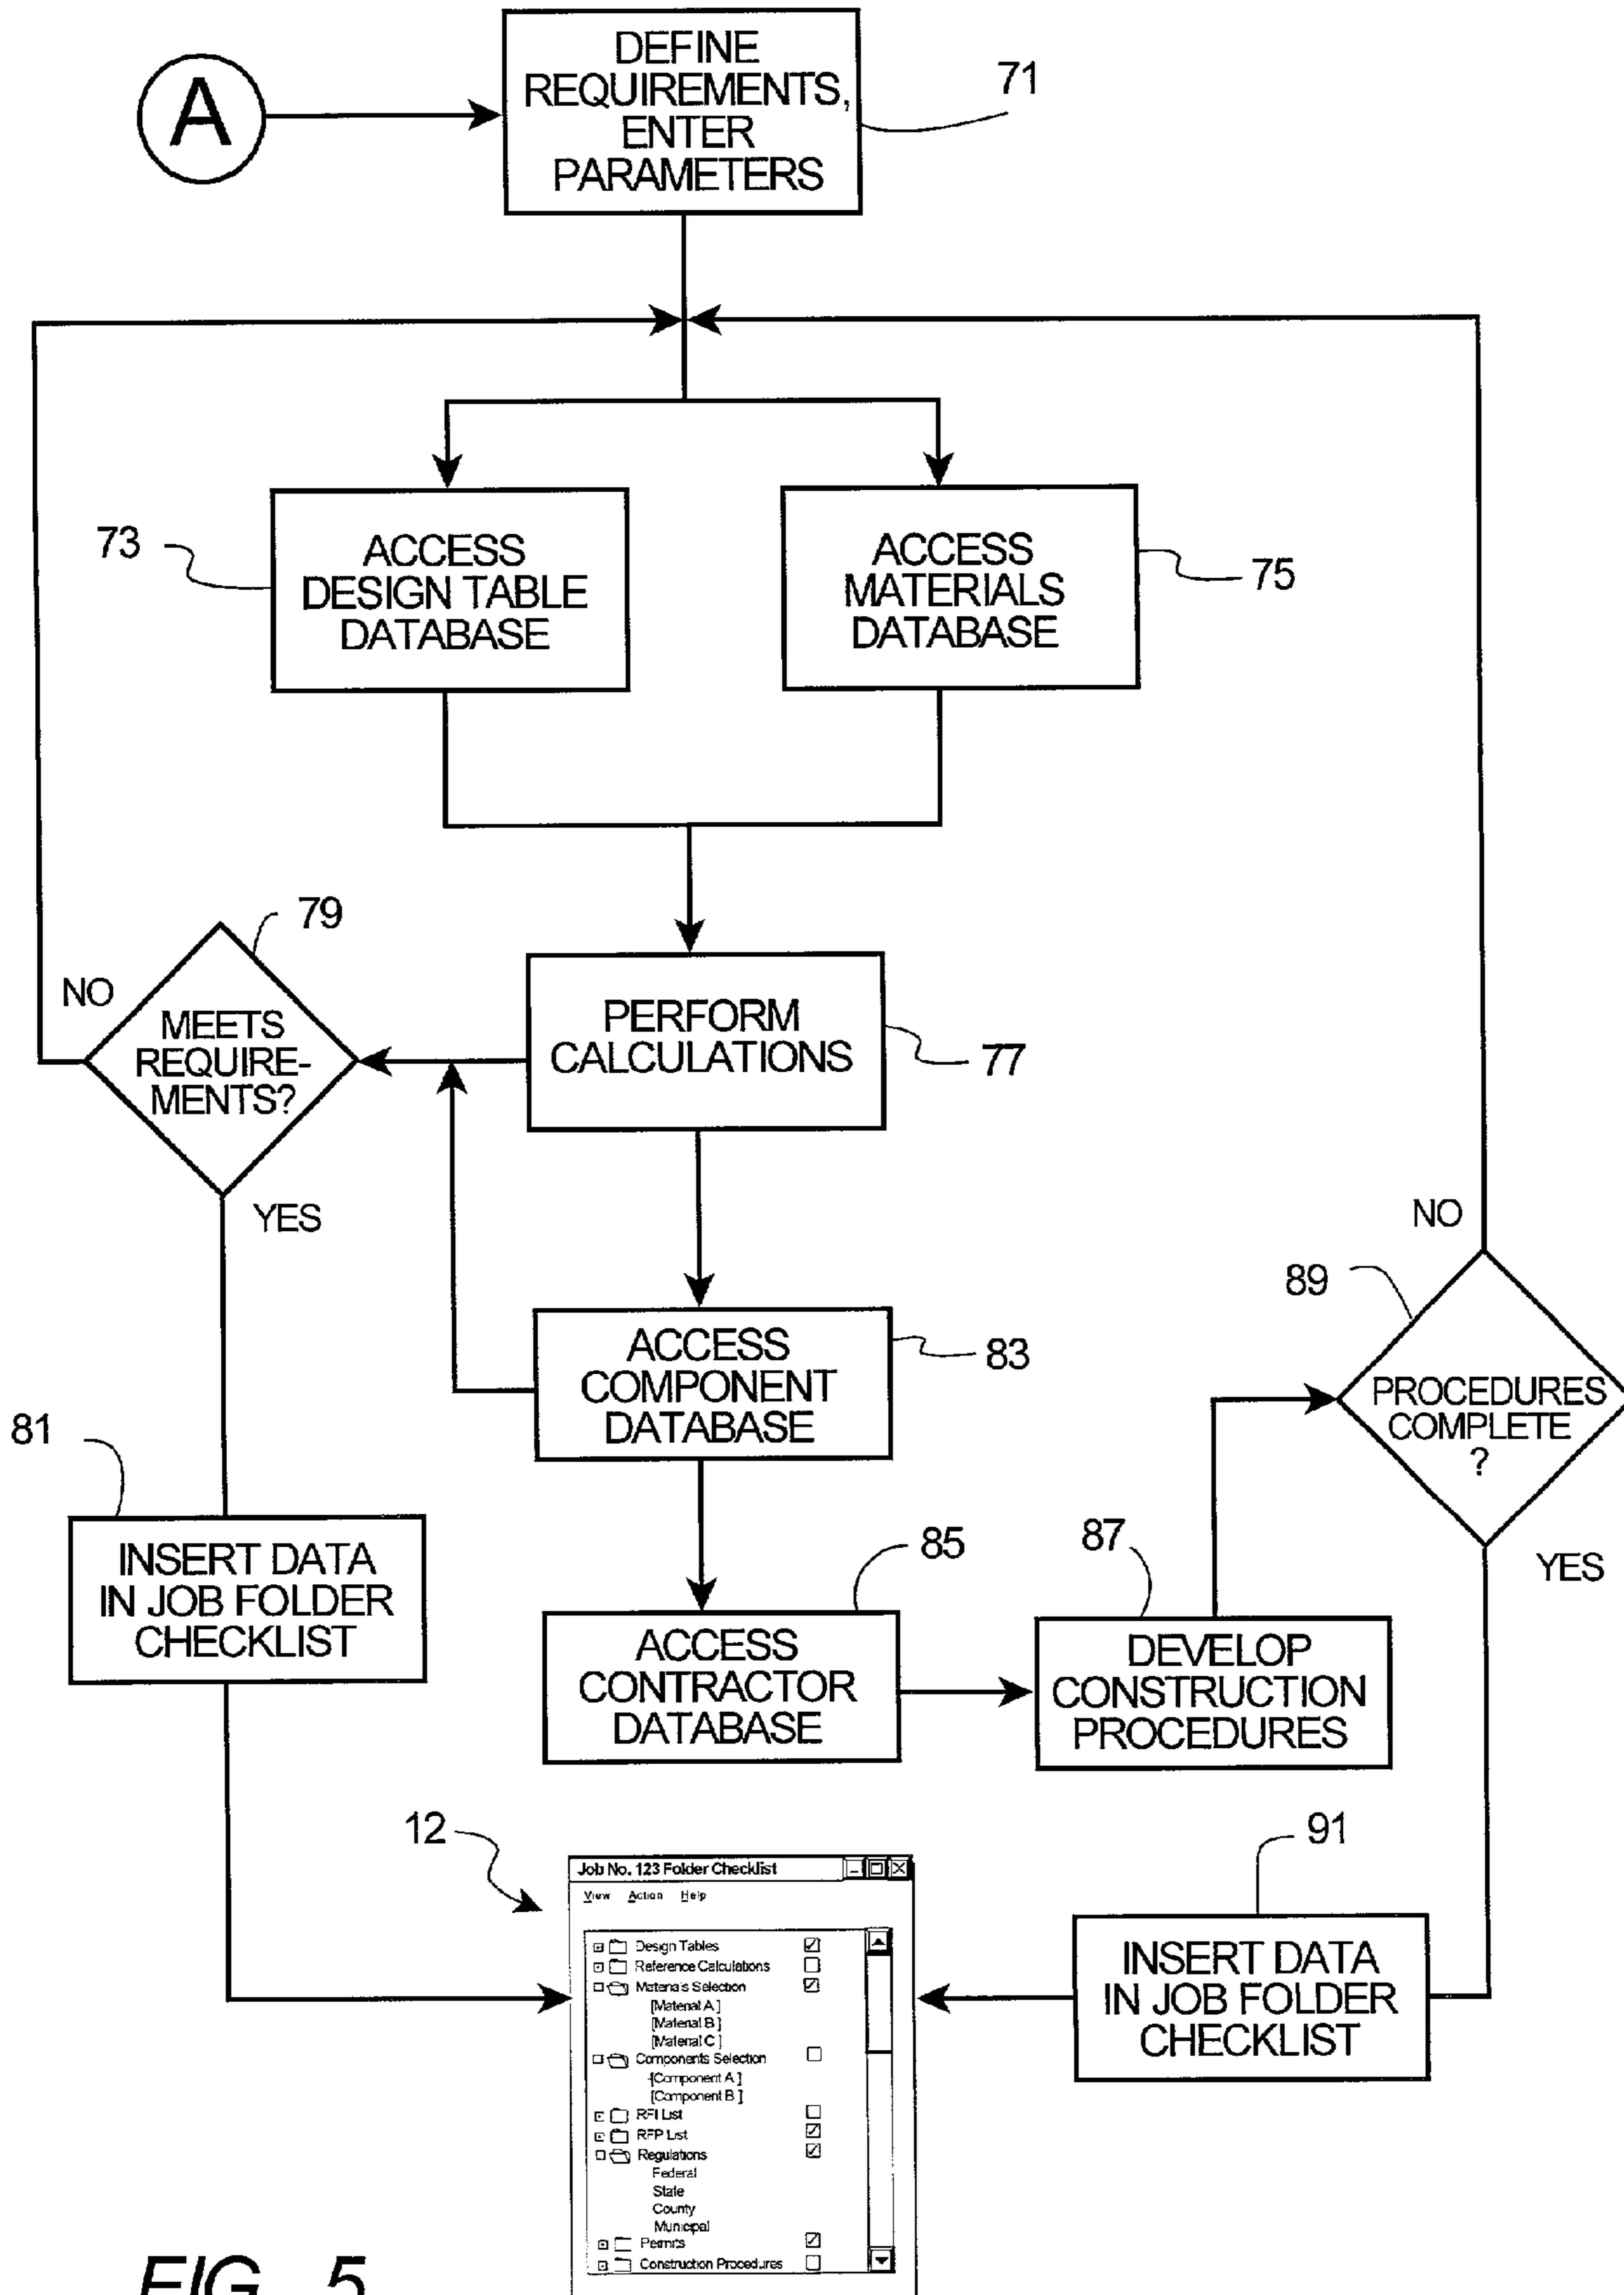 A
DEFINE
REQUIREMENTS,
ENTER
PARAMETERS
71
73
ACCESS
DESIGN TABLE
DATABASE
ACCESS
MATERIALS
DATABASE
75
79
NO
MEETS
REQUIRE-
MENTS?
YES
PERFORM
CALCULATIONS
77
ACCESS
COMPONENT
DATABASE
83
NO
89
PROCEDURES
COMPLETE
?
YES
81
INSERT DATA
IN JOB FOLDER
CHECKLIST
ACCESS
CONTRACTOR
DATABASE
85
87
DEVELOP
CONSTRUCTION
PROCEDURES
12
Job No. 123 Folder Checklist
View Action Help
Design Tables
Reference Calculations
Materials Selection
[Material A]
[Material B]
[Material C]
Components Selection
[Component A]
[Component B]
RFI List
RFP List
Regulations
Federal
State
County
Municipal
Permits
Construction Procedures
91
INSERT DATA
IN JOB FOLDER
CHECKLIST
FIG. 5